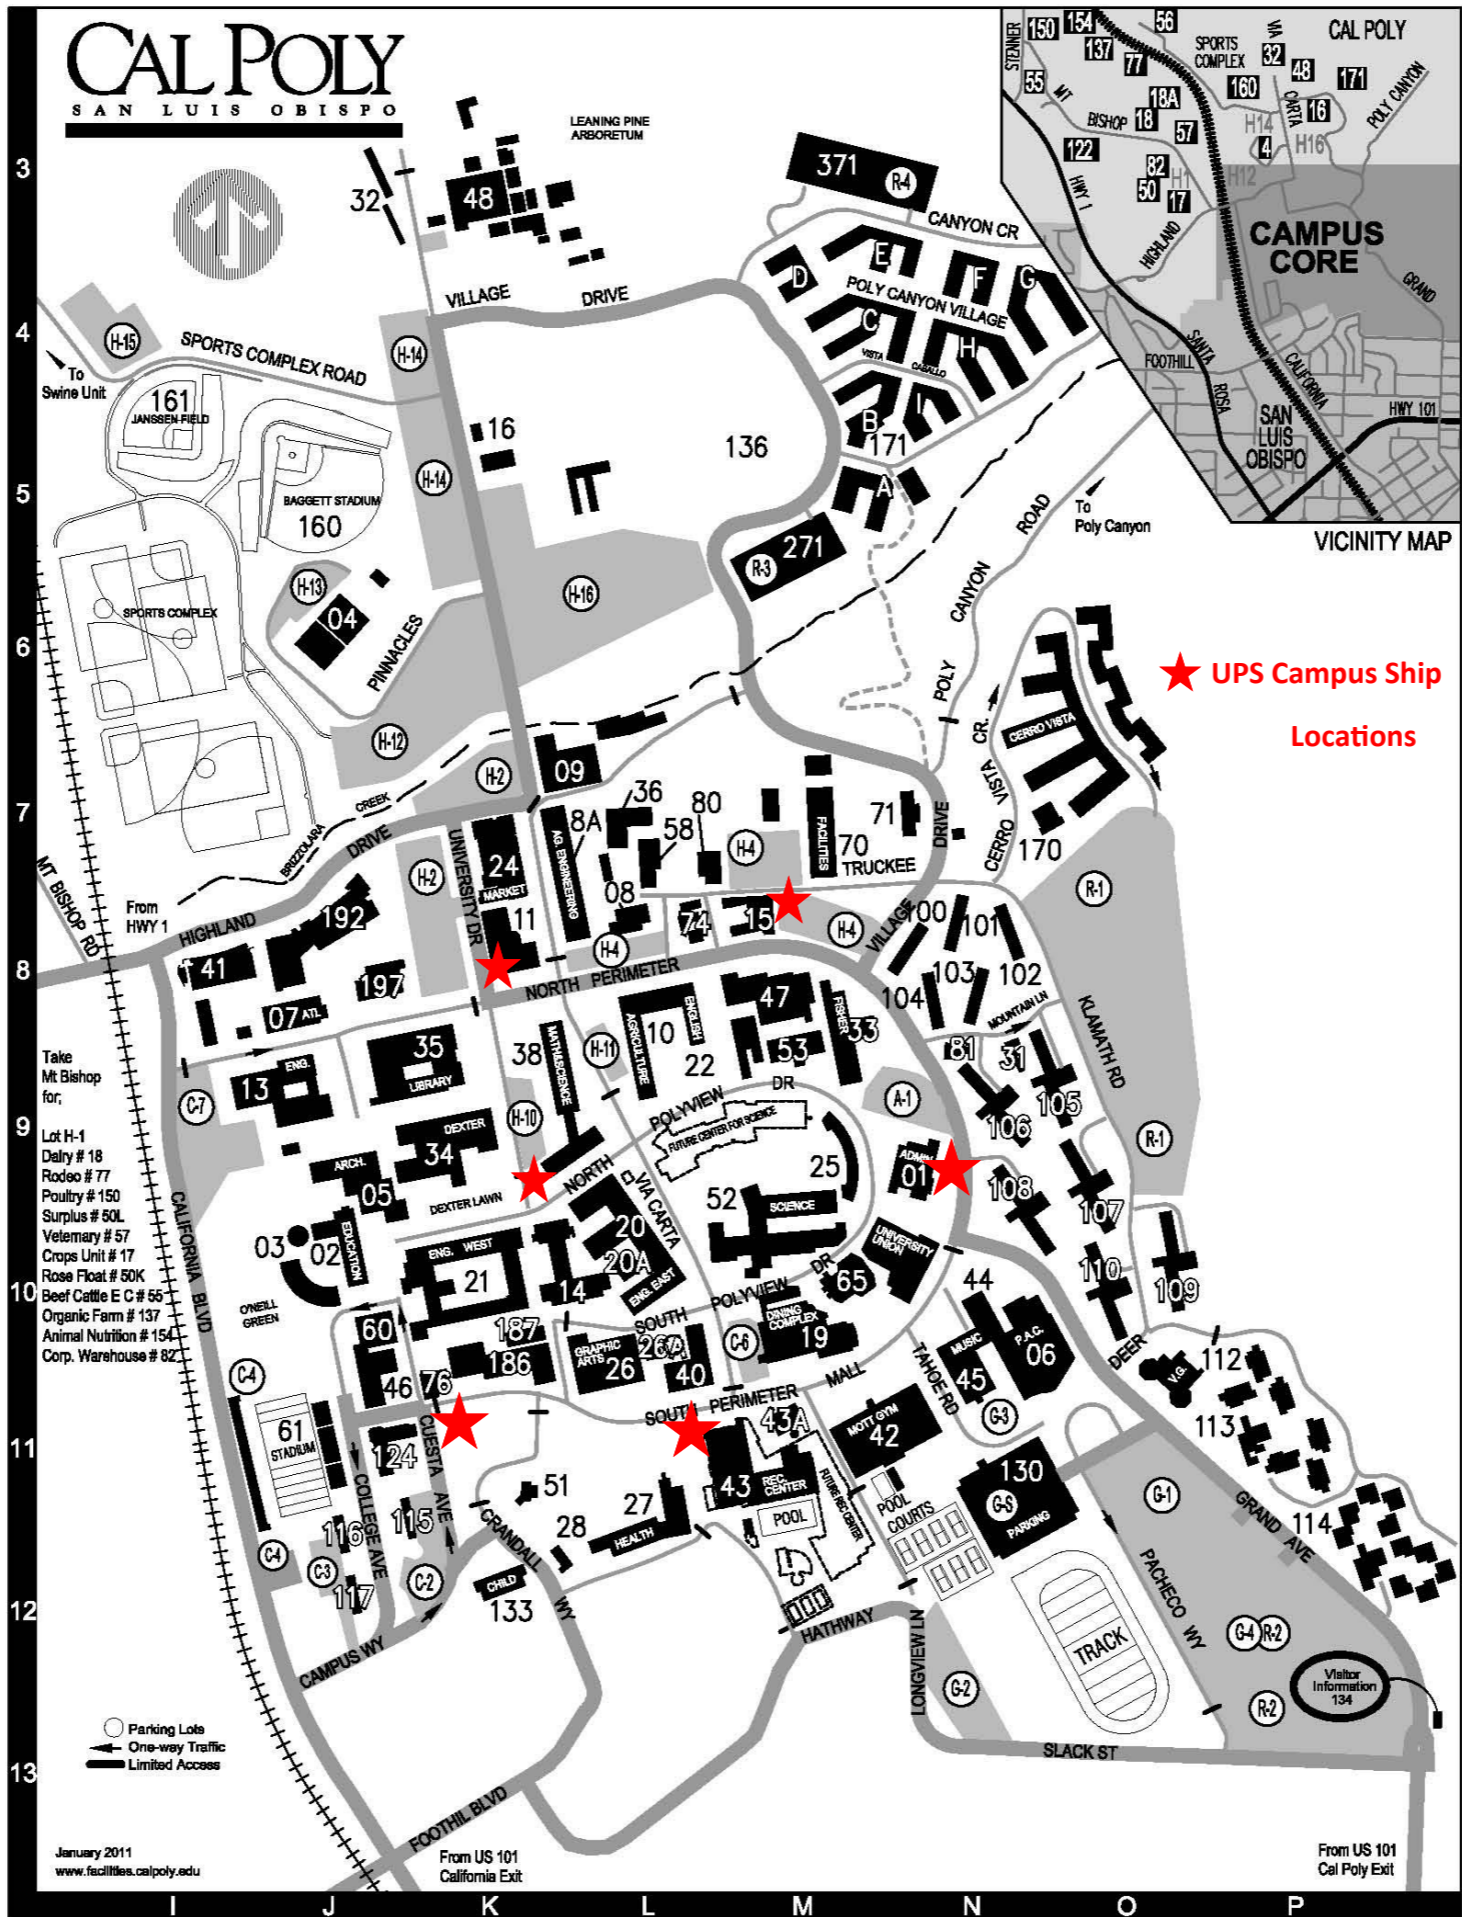 CAL POLY
SAN LUIS OBISPO
LEANING PINE
ARBORETUM
32
48
371
R-4
CANYON CR
D
E
F
G
POLY CANYON VILLAGE
C
H
VISTA
CABALLO
B
I
171
A
VILLAGE DRIVE
H-15
SPORTS COMPLEX ROAD
H-14
To
Swine Unit
161
JANSSEN FIELD
16
136
H-14
BAGGETT STADIUM
160
271
R-3
H-16
H-13
SPORTS COMPLEX
04
PINNACLES
POLY CANYON ROAD
To
Poly Canyon
150
154
56
CAL POLY
STENNER
137
77
SPORTS
COMPLEX
VIA
32
48
160
171
55
MT
BISHOP
18A
18
57
H14
CARTA
16
POLY CANYON
122
82
H1
50
17
H12
4
H16
HWY 1
HIGHLAND
CAMPUS
CORE
GRAND
SANTA
ROSA
FOOTHILL
CALIFORNIA
SAN
LUIS
OBISPO
HWY 101
VICINITY MAP
UPS Campus Ship
Locations
H-12
H-2
09
CERRO VISTA
VISTA CR.
CERRO
170
BRIZZOLARA CREEK
MT BISHOP RD
From
HWY 1
HIGHLAND DRIVE
H-2
UNIVERSITY DR
24
MARKET
11
AG. ENGINEERING
8A
36
58
80
08
H-4
FACILITIES
70
71
TRUCKEE
VILLAGE DRIVE
74
15
H-4
H-4
R-1
192
41
07 ATL
197
NORTH PERIMETER
100
101
102
103
104
MOUNTAIN LN
KLAMATH RD
13
ENG.
35
LIBRARY
38
MATH&SCIENCE
H-11
H-10
AGRICULTURE
10
ENGLISH
22
47
53
FISHER
33
A-1
81
31
105
106
C-7
Take
Mt Bishop
for;
Lot H-1
Dairy # 18
Rodeo # 77
Poultry # 150
Surplus # 50L
Veternary # 57
Crops Unit # 17
Rose Float # 50K
Beef Cattle E C # 55
Organic Farm # 137
Animal Nutrition # 154
Corp. Warehouse # 82
DEXTER
34
ARCH.
05
DEXTER LAWN
NORTH POLYVIEW DR
FUTURE CENTER FOR SCIENCE
VIA CARTA
25
52
SCIENCE
ADMIN
01
UNIVERSITY
UNION
108
107
R-1
110
109
CALIFORNIA BLVD
03
02
EDUCATION
ENG. WEST
21
14
20
20A
ENG. EAST
SOUTH POLYVIEW DR
65
DINING
COMPLEX
19
44
O'NEILL
GREEN
60
46
76
187
186
GRAPHIC
ARTS
26
26A
40
C-6
MUSIC
45
P.A.C.
06
TAHOE RD
G-3
DEER
V.G.
112
113
114
C-4
61
STADIUM
124
SOUTH PERIMETER
MALL
43A
MOTT GYM
42
43
REC.
CENTER
POOL
FUTURE REC CENTER
POOL
COURTS
130
G-S
PARKING
G-1
GRAND AVE
CUESTA AVE
COLLEGE AVE
115
116
117
C-4
C-3
C-2
51
27
28
HEALTH
CRANDALL WY
CHILD
133
HATHWAY
LONGVIEW LN
G-2
TRACK
PACHECO WY
G-4
R-2
R-2
Visitor
Information
134
CAMPUS WY
SLACK ST
FOOTHIL BLVD
Parking Lots
One-way Traffic
Limited Access
January 2011
www.facilities.calpoly.edu
From US 101
California Exit
From US 101
Cal Poly Exit
3
4
5
6
7
8
9
10
11
12
13
I J K L M N O P